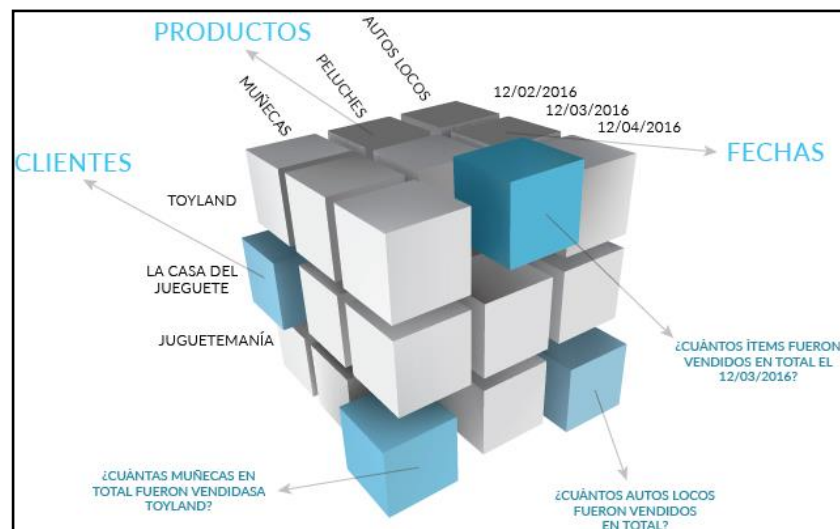 PRODUCTOS
MUÑECAS
PELUCHES
AUTOS LOCOS
12/02/2016
12/03/2016
12/04/2016
FECHAS
CLIENTES
TOYLAND
LA CASA DEL
JUEGUETE
JUGUETEMANÍA
¿CUÁNTOS ÍTEMS FUERON
VENDIDOS EN TOTAL EL
12/03/2016?
¿CUÁNTAS MUÑECAS EN
TOTAL FUERON VENDIDASA
TOYLAND?
¿CUÁNTOS AUTOS LOCOS
FUERON VENDIDOS
EN TOTAL?